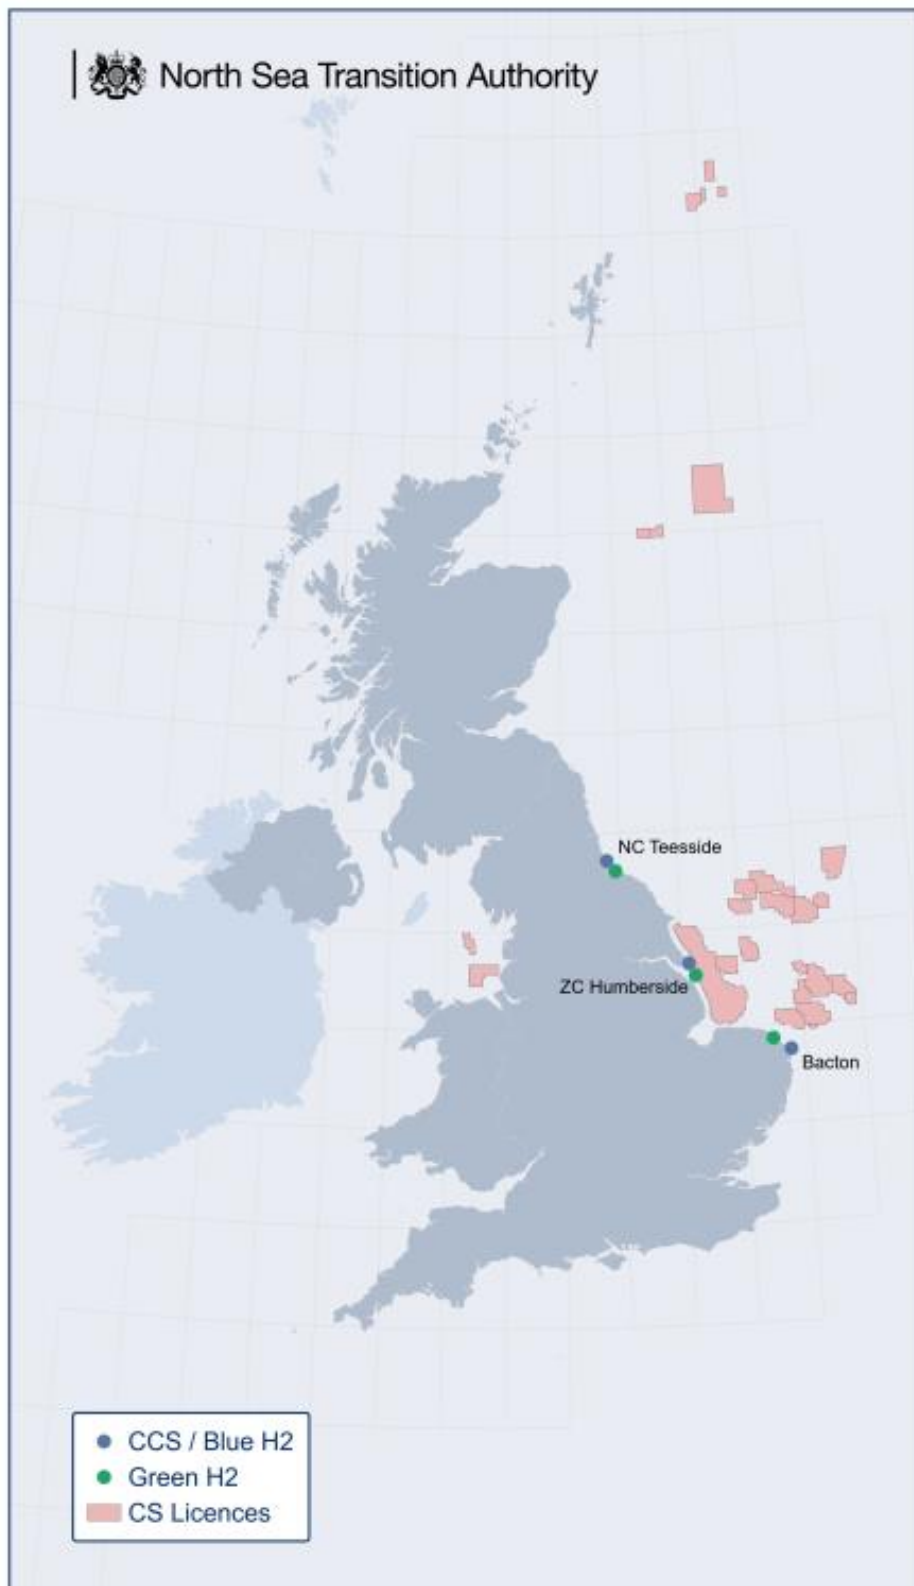 North Sea Transition Authority
NC Teesside
ZC Humberside
Bacton
CCS / Blue H2
Green H2
CS Licences